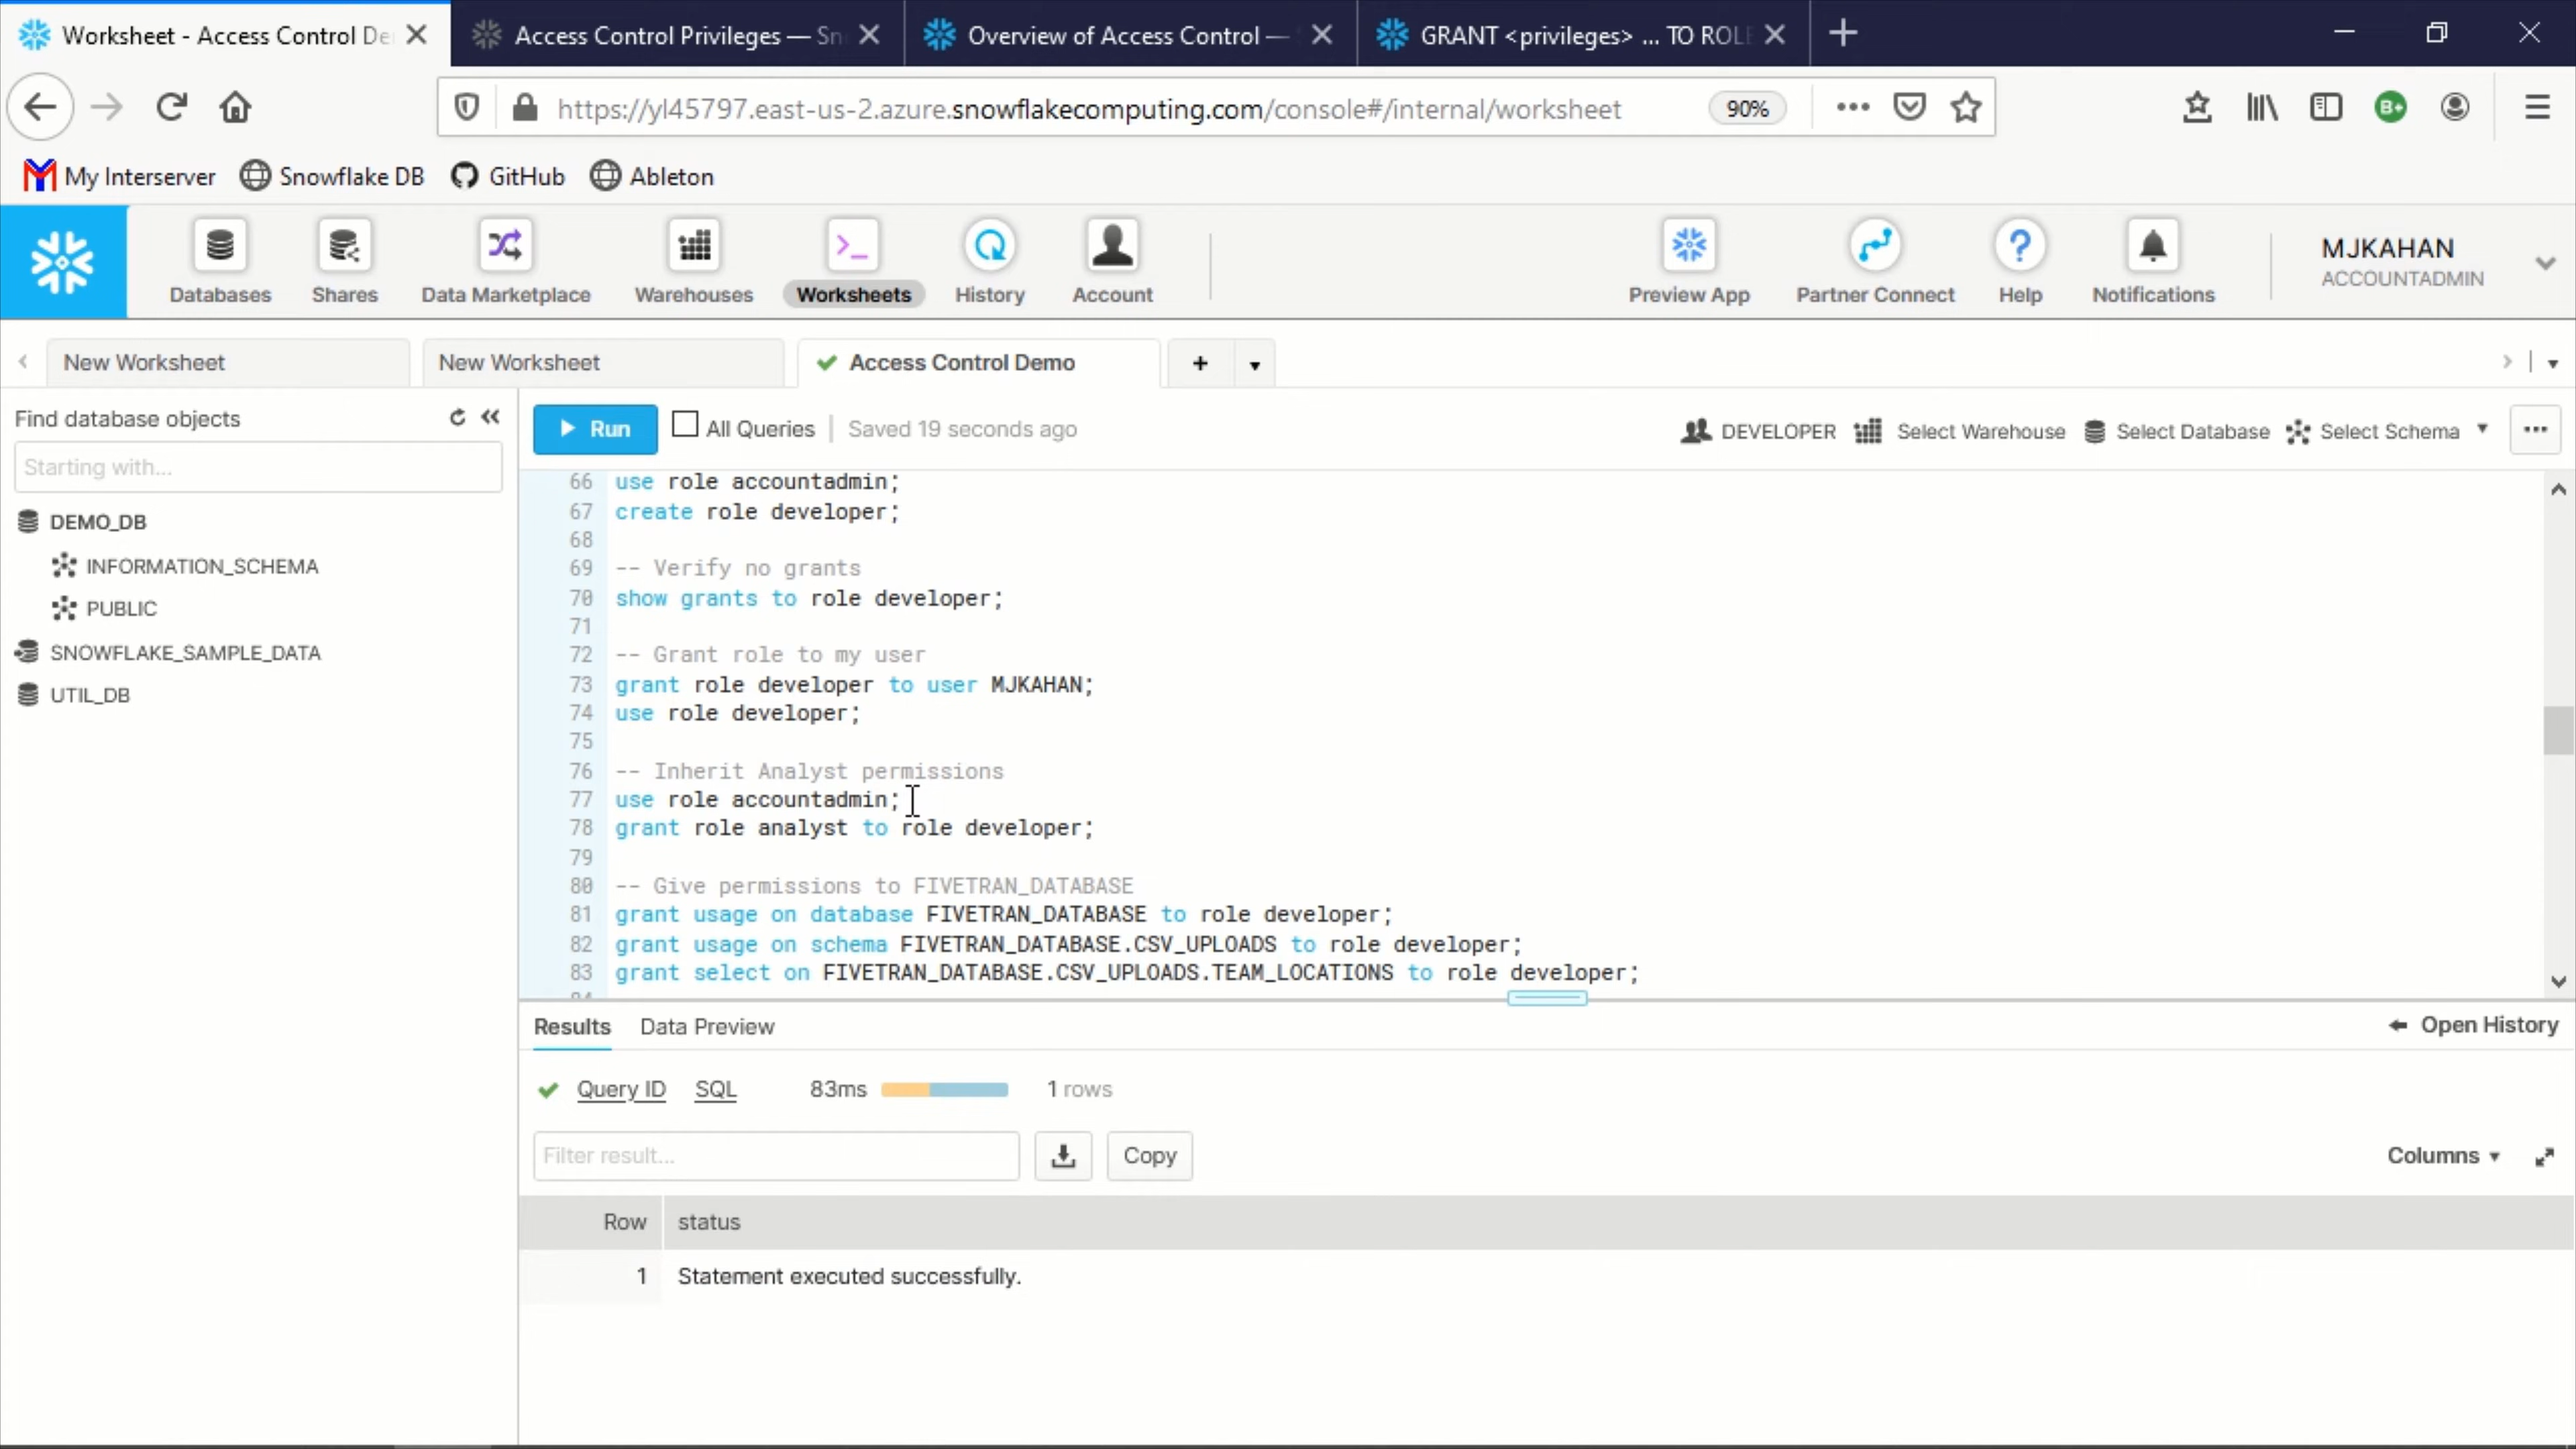 Worksheet - Access Control De
Access Control Privileges — Sn
Overview of Access Control —
GRANT <privileges> … TO ROLE
https://yl45797.east-us-2.azure.snowflakecomputing.com/console#/internal/worksheet
90%
B+
My Interserver
Snowflake DB
GitHub
Ableton
Databases
Shares
Data Marketplace
Warehouses
Worksheets
History
Account
Preview App
Partner Connect
Help
Notifications
MJKAHAN
ACCOUNTADMIN
New Worksheet
New Worksheet
Access Control Demo
Find database objects
Starting with...
DEMO_DB
INFORMATION_SCHEMA
PUBLIC
SNOWFLAKE_SAMPLE_DATA
UTIL_DB
Run
All Queries
Saved 19 seconds ago
DEVELOPER
Select Warehouse
Select Database
Select Schema
66 use role accountadmin;
67 create role developer;
68
69 -- Verify no grants
70 show grants to role developer;
71
72 -- Grant role to my user
73 grant role developer to user MJKAHAN;
74 use role developer;
75
76 -- Inherit Analyst permissions
77 use role accountadmin;
78 grant role analyst to role developer;
79
80 -- Give permissions to FIVETRAN_DATABASE
81 grant usage on database FIVETRAN_DATABASE to role developer;
82 grant usage on schema FIVETRAN_DATABASE.CSV_UPLOADS to role developer;
83 grant select on FIVETRAN_DATABASE.CSV_UPLOADS.TEAM_LOCATIONS to role developer;
84
Results
Data Preview
Open History
Query ID
SQL
83ms
1 rows
Filter result...
Copy
Columns
Row status
1 Statement executed successfully.